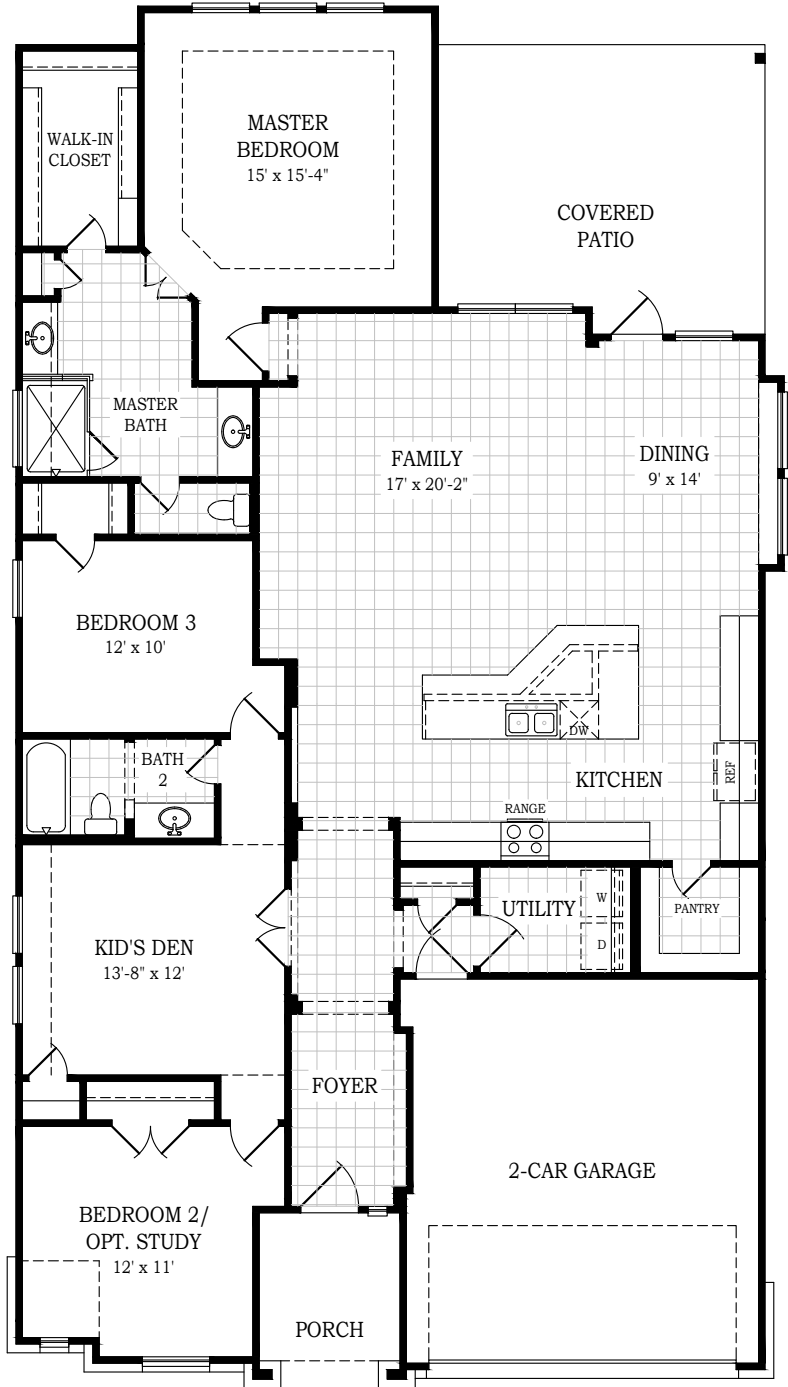 WALK-IN
CLOSET
MASTER
BEDROOM
15' x 15'-4"
COVERED
PATIO
MASTER
BATH
FAMILY
17' x 20'-2"
DINING
9' x 14'
BEDROOM 3
12' x 10'
DW
BATH
2
KITCHEN
REF
RANGE
UTILITY
W
D
PANTRY
KID'S DEN
13'-8" x 12'
FOYER
2-CAR GARAGE
BEDROOM 2/
OPT. STUDY
12' x 11'
PORCH